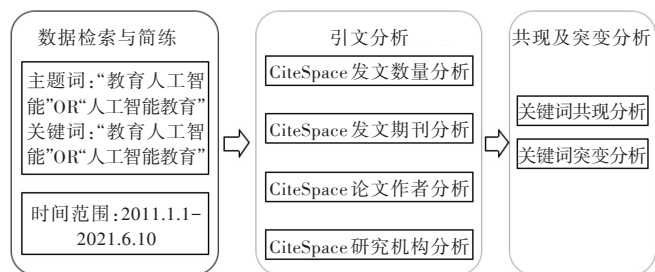 数据检索与简练
主题词:“教育人工智
能”OR“人工智能教育”
关键词:“教育人工智
能”OR“人工智能教育”
时间范围:2011.1.1-
2021.6.10
引文分析
CiteSpace发文数量分析
CiteSpace发文期刊分析
CiteSpace论文作者分析
CiteSpace研究机构分析
共现及突变分析
关键词共现分析
关键词突变分析